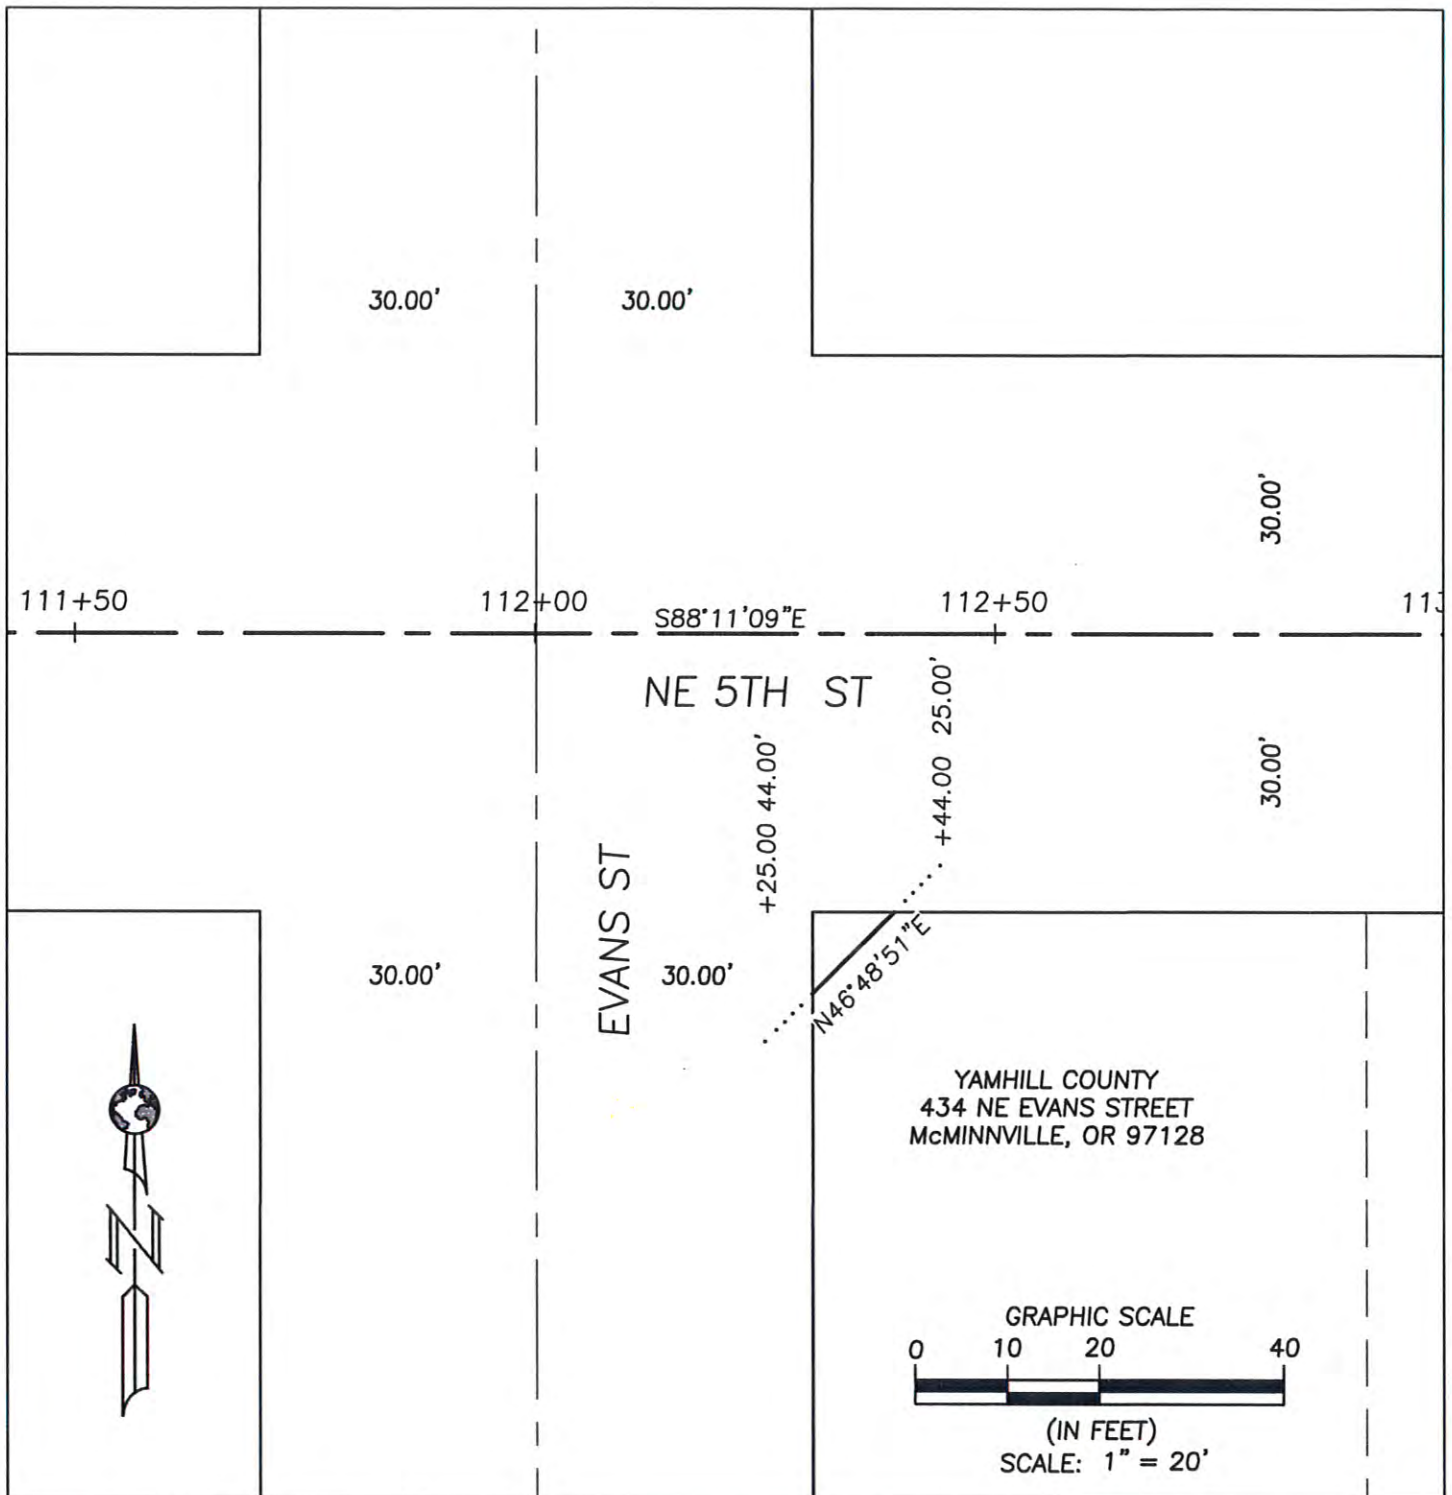 30.00'
30.00'
30.00'
111+50
112+00
S88°11'09"E
112+50
NE 5TH ST
+25.00 44.00'
+44.00 25.00'
30.00'
EVANS ST
30.00'
30.00'
N46°48'51"E
YAMHILL COUNTY
434 NE EVANS STREET
McMINNVILLE, OR 97128
N
GRAPHIC SCALE
0 10 20 40
(IN FEET)
SCALE: 1" = 20'